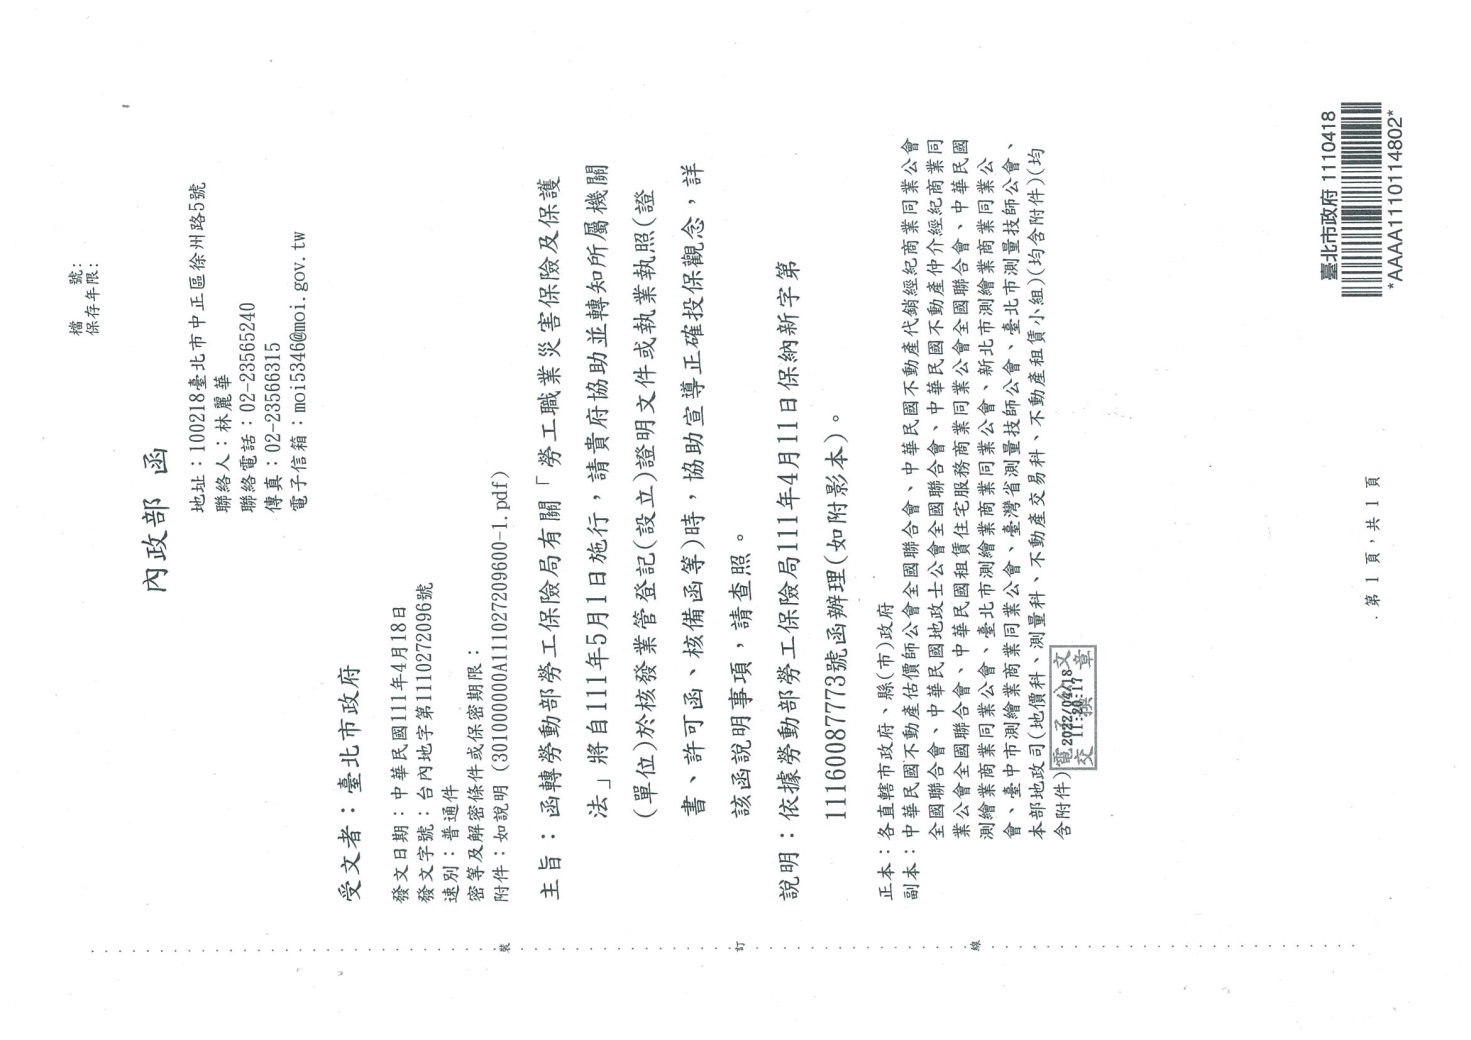 檔　　號：
保存年限：
內政部 函
地址：100218臺北市中正區徐州路5號
聯絡人：林麗華
聯絡電話：02-23565240
傳真：02-23566315
電子信箱：moi5346@moi.gov.tw
受文者：臺北市政府
發文日期：中華民國111年4月18日
發文字號：台內地字第1110272096號
速別：普通件
密等及解密條件或保密期限：
附件：如說明（301000000A111027209600-1.pdf）
主旨：函轉勞動部勞工保險局有關「勞工職業災害保險及保護
法」將自111年5月1日施行，請貴府協助並轉知所屬機關
(單位)於核發業管登記(設立)證明文件或執業執照(證
書、許可函、核備函等)時，協助宣導正確投保觀念，詳
該函說明事項，請查照。
說明：依據勞動部勞工保險局111年4月11日保納新字第
11160087773號函辦理(如附影本)。
正本：各直轄市政府、縣(市)政府
副本：中華民國不動產估價師公會全國聯合會、中華民國不動產代銷經紀商業同業公會
全國聯合會、中華民國地政士公會全國聯合會、中華民國不動產仲介經紀商業同
業公會全國聯合會、中華民國租賃住宅服務商業同業公會全國聯合會、中華民國
測繪業商業同業公會、臺北市測繪業商業同業公會、新北市測繪業商業同業公
會、臺中市測繪業商業同業公會、臺灣省測量技師公會、臺北市測量技師公會、
本部地政司(地價科、測量科、不動產交易科、不動產租賃小組)(均含附件)(均
含附件)
電子公文
2022/04/18
11:20:17
交換章
裝
訂
線
第 1 頁，共 1 頁
臺北市政府 1110418
*AAAA1110114802*